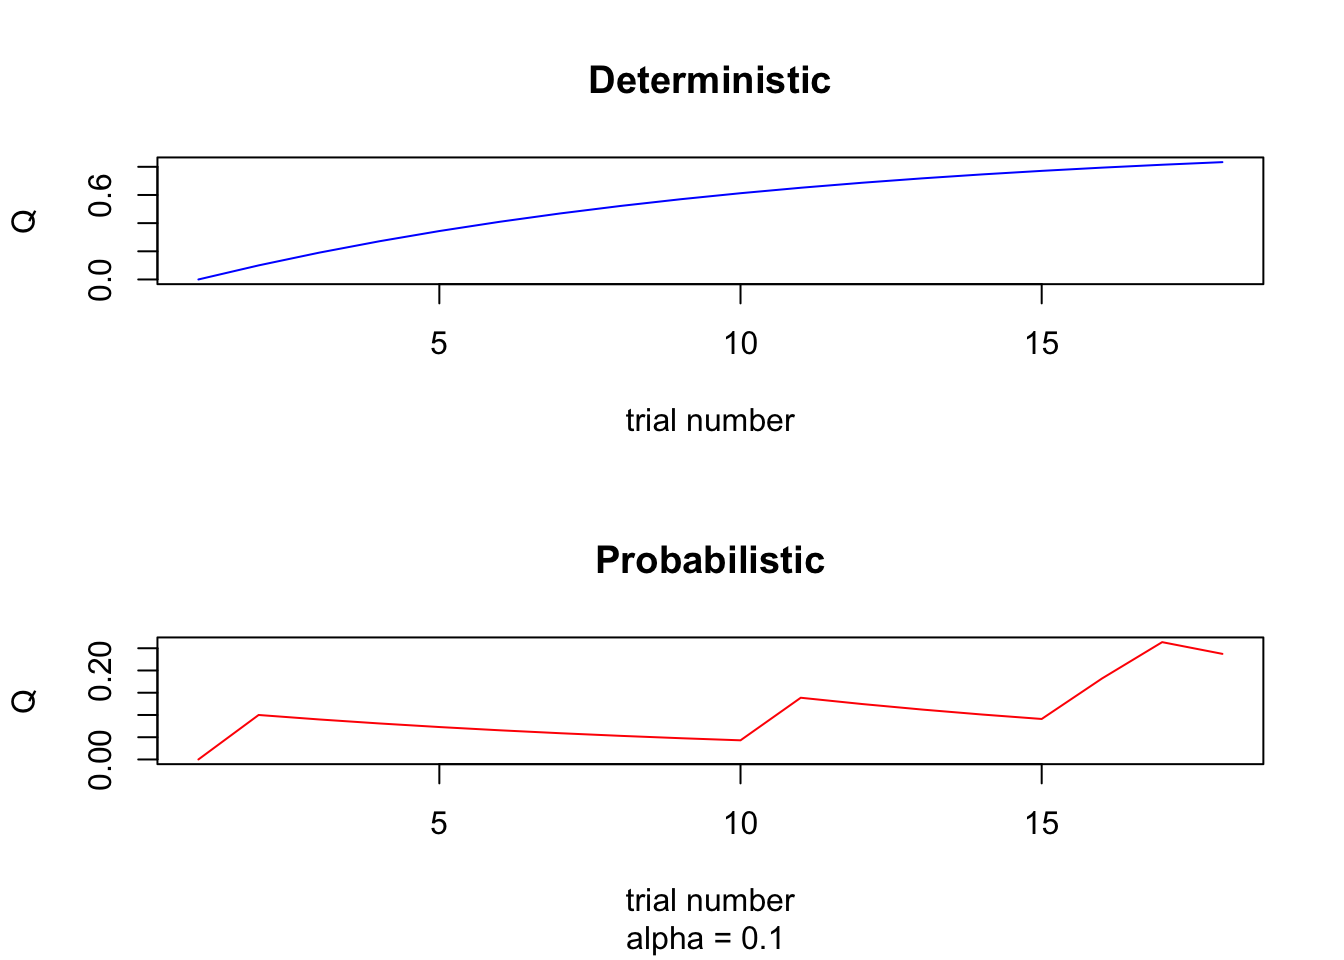 Deterministic
Q
0.6
0.0
5 10 15
trial number
Probabilistic
Q
0.20
0.00
5 10 15
trial number
alpha = 0.1